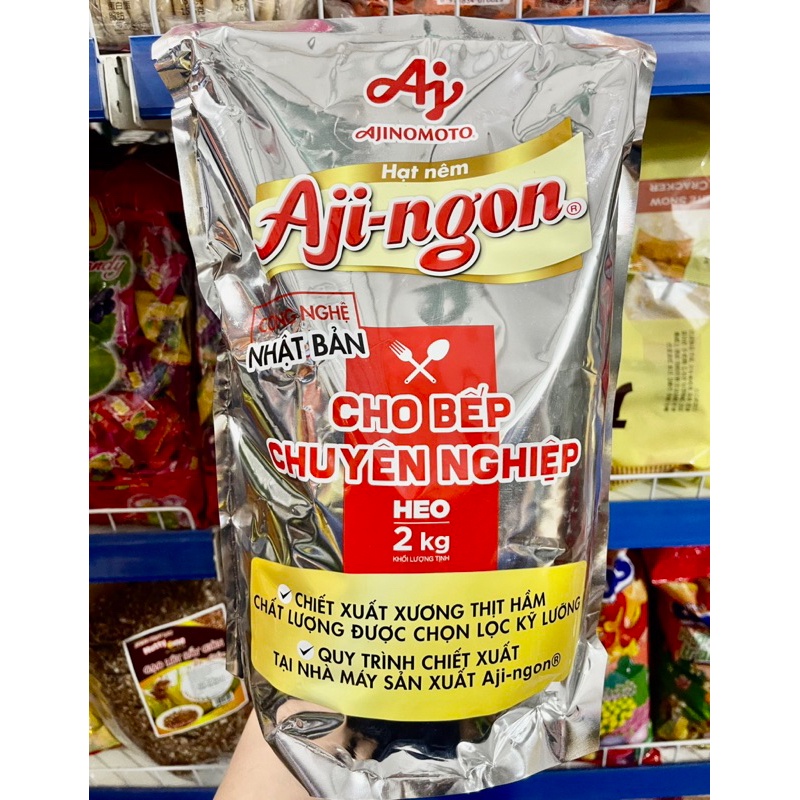 AJINOMOTO®
Hạt nêm
Aji-ngon®
CÔNG NGHỆ
NHẬT BẢN
CHO BẾP
CHUYÊN NGHIỆP
HEO
2 kg
KHỐI LƯỢNG TỊNH
CHIẾT XUẤT XƯƠNG THỊT HẦM
CHẤT LƯỢNG ĐƯỢC CHỌN LỌC KỸ LƯỠNG
QUY TRÌNH CHIẾT XUẤT
TẠI NHÀ MÁY SẢN XUẤT Aji-ngon®
CRACKER